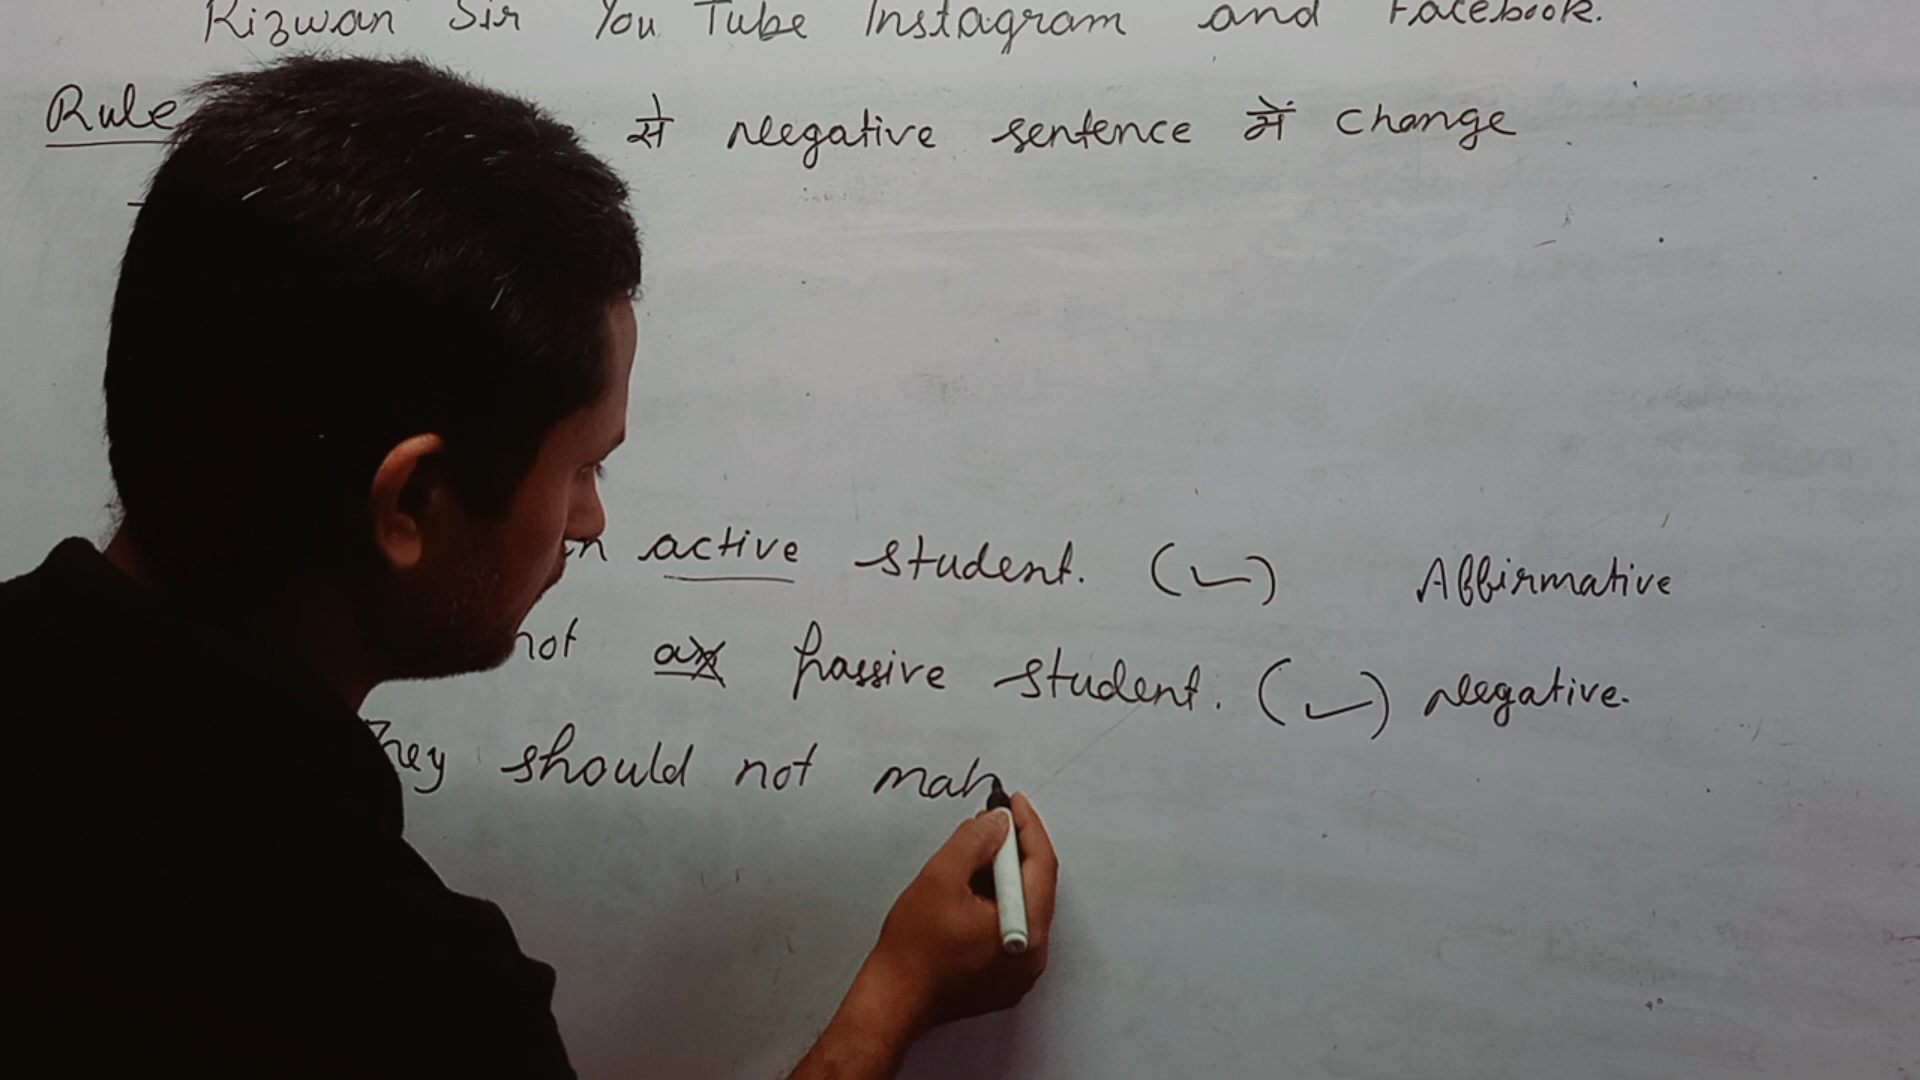 Rizwan Sir You Tube Instagram and Facebook.
Rule से Negative sentence में change
an active student. (✓) Affirmative
not passive student. (✓) Negative.
They should not